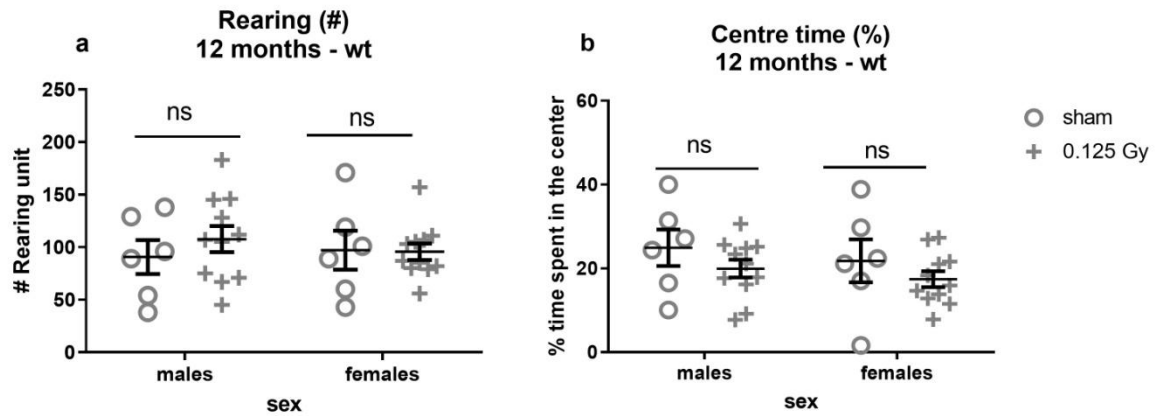 a
Rearing (#)
12 months - wt
# Rearing unit
250
200
150
100
50
0
ns
ns
males
females
sex
b
Centre time (%)
12 months - wt
% time spent in the center
60
40
20
0
ns
ns
males
females
sex
sham
0.125 Gy